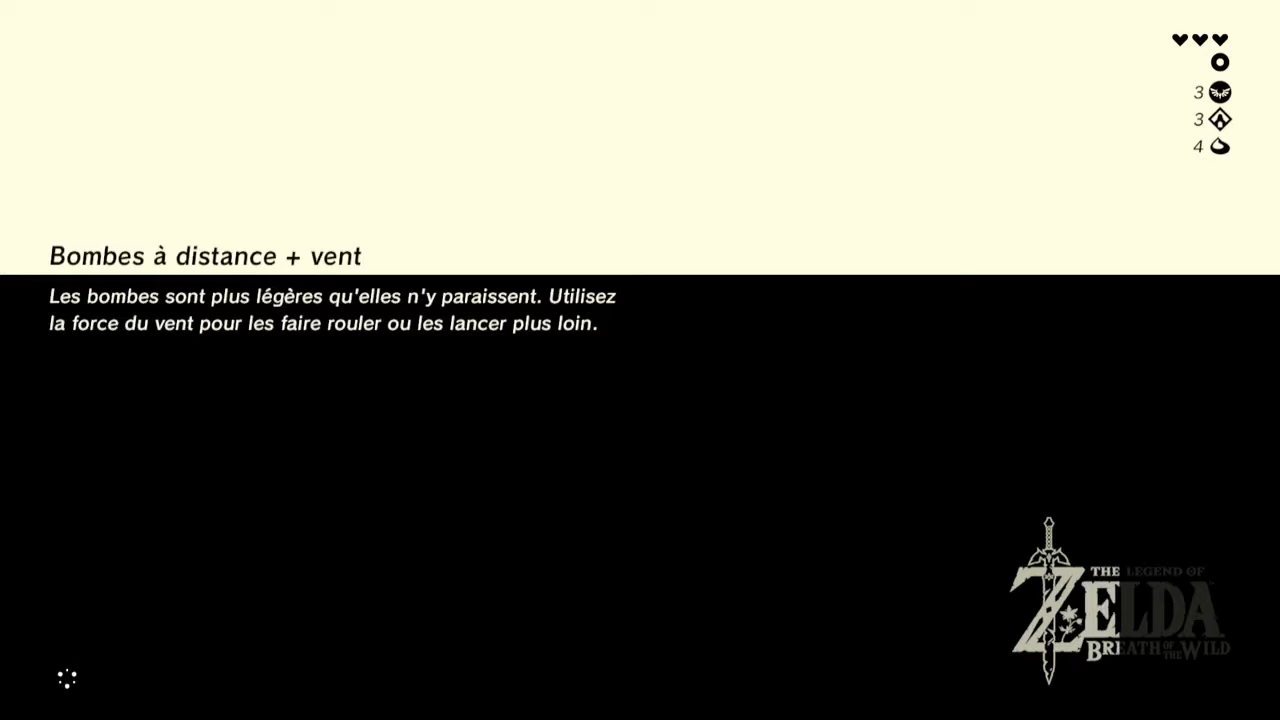 3
3
4
Bombes à distance + vent
Les bombes sont plus légères qu'elles n'y paraissent. Utilisez
la force du vent pour les faire rouler ou les lancer plus loin.
THE LEGEND OF
ZELDA
BREATH OF THE WILD